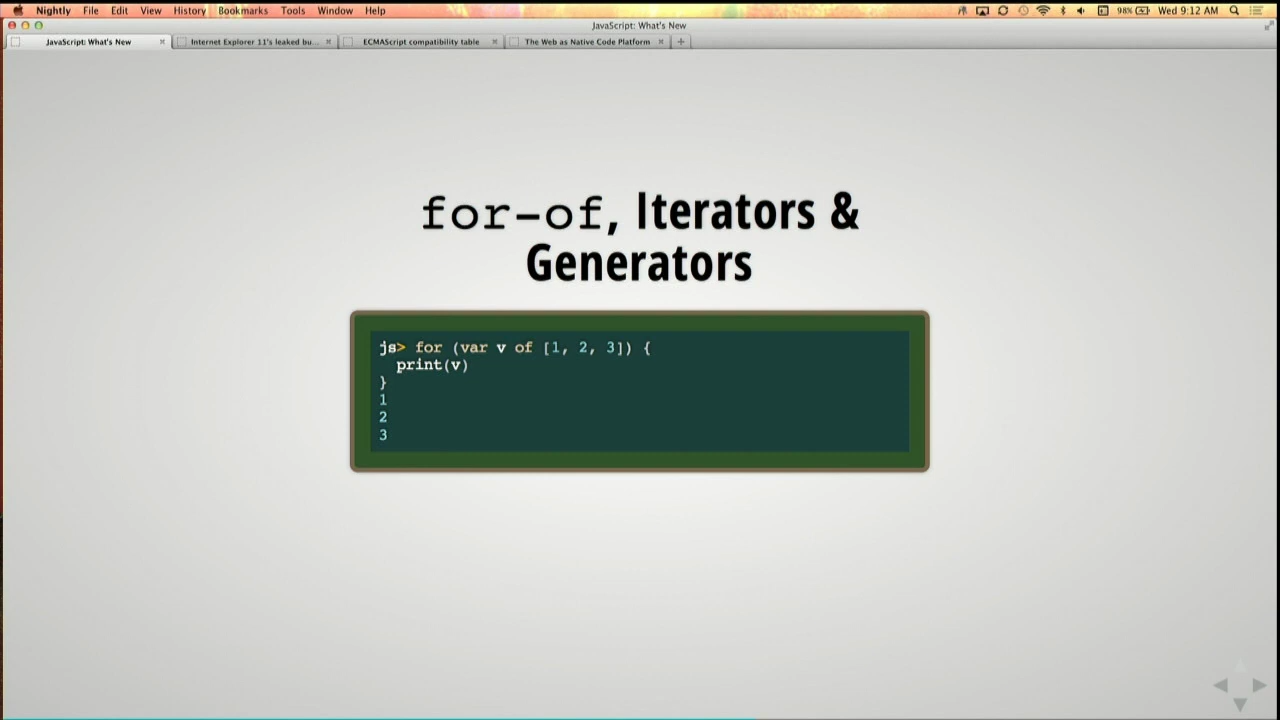 Nightly File Edit View History Bookmarks Tools Window Help 98% Wed 9:12 AM
JavaScript: What's New
JavaScript: What's New Internet Explorer 11's leaked bu... ECMAScript compatibility table The Web as Native Code Platform
for-of, Iterators &
Generators
js> for (var v of [1, 2, 3]) {
print(v)
}
1
2
3